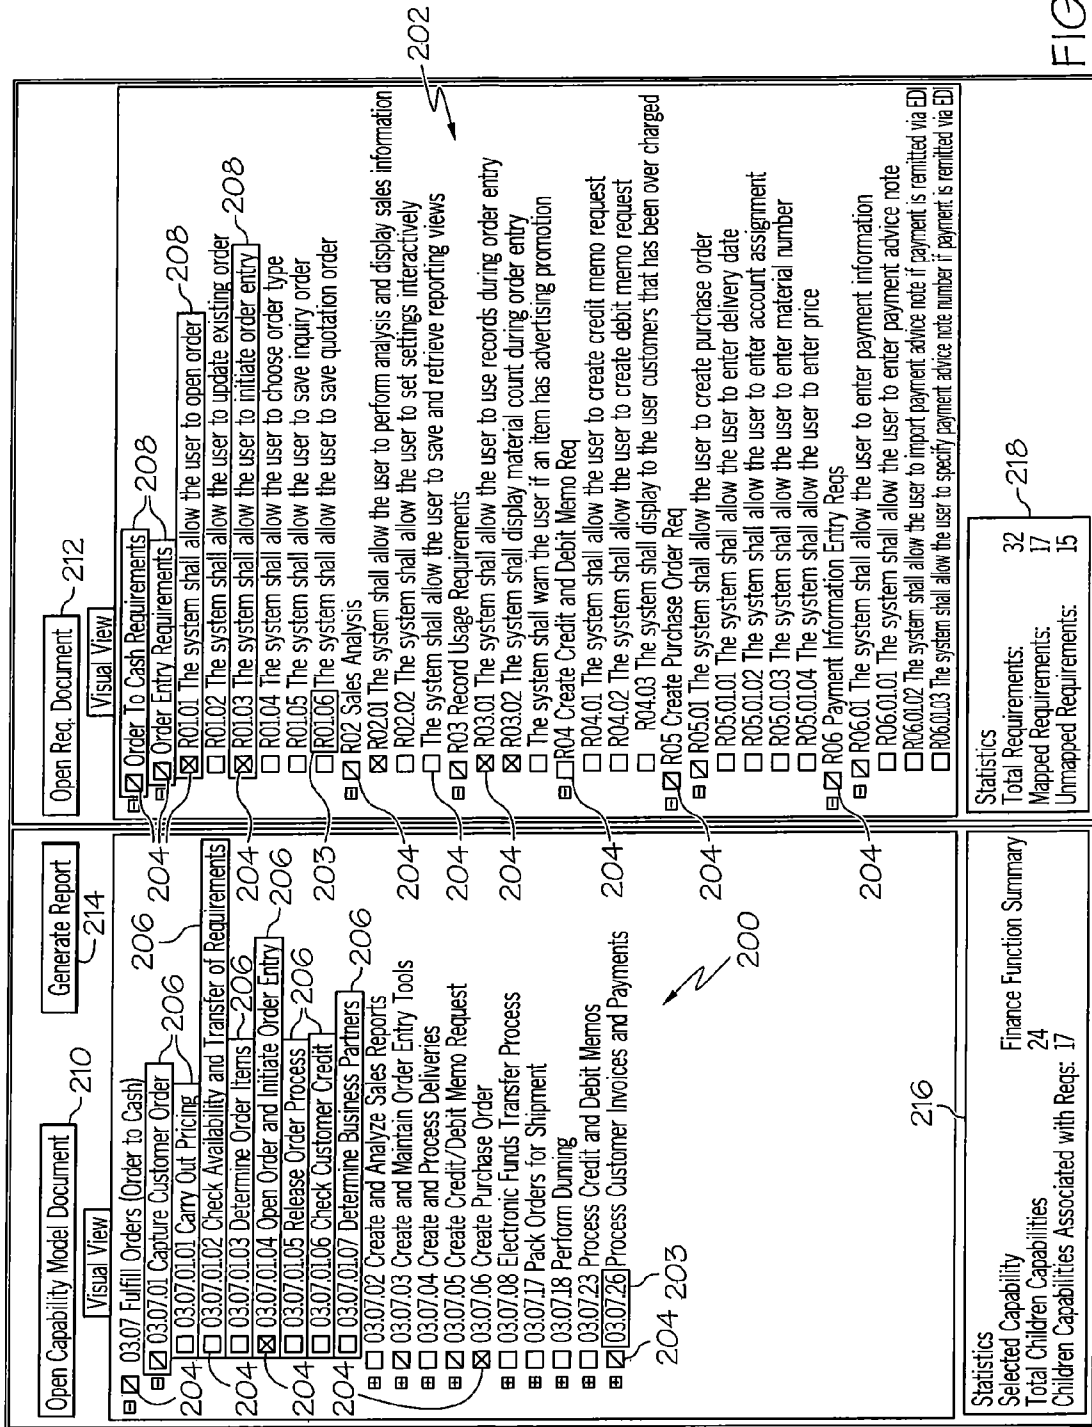 Open Capability Model Document
210
Generate Report
214
Visual View
03.07 Fulfill Orders (Order to Cash)
206
03.07.01 Capture Customer Order
206
03.07.01.01 Carry Out Pricing
206
03.07.01.02 Check Availability and Transfer of Requirements
204
03.07.01.03 Determine Order Items
206
204
03.07.01.04 Open Order and Initiate Order Entry
206
03.07.01.05 Release Order Process
206
204
03.07.01.06 Check Customer Credit
03.07.01.07 Determine Business Partners
206
204
03.07.02 Create and Analyze Sales Reports
03.07.03 Create and Maintain Order Entry Tools
03.07.04 Create and Process Deliveries
03.07.05 Create Credit/Debit Memo Request
03.07.06 Create Purchase Order
03.07.08 Electronic Funds Transfer Process
03.07.17 Pack Orders for Shipment
03.07.18 Perform Dunning
03.07.23 Process Credit and Debit Memos
03.07.26 Process Customer Invoices and Payments
203
204
200
216
Statistics
Selected Capability Finance Function Summary
Total Children Capabilities 24
Children Capabilities Associated with Reqs: 17
Open Req. Document
212
Visual View
Order To Cash Requirements
208
Order Entry Requirements
204
R01.01 The system shall allow the user to open order
208
R01.02 The system shall allow the user to update existing order
R01.03 The system shall allow the user to initiate order entry
208
204
R01.04 The system shall allow the user to choose order type
R01.05 The system shall allow the user to save inquiry order
R01.06 The system shall allow the user to save quotation order
203
R02 Sales Analysis
204
R02.01 The system shall allow the user to perform analysis and display sales information
202
R02.02 The system shall allow the user to set settings interactively
The system shall allow the user to save and retrieve reporting views
204
R03 Record Usage Requirements
R03.01 The system shall allow the user to use records during order entry
R03.02 The system shall display material count during order entry
204
The system shall warn the user if an item has advertising promotion
R04 Create Credit and Debit Memo Req
204
R04.01 The system shall allow the user to create credit memo request
R04.02 The system shall allow the user to create debit memo request
R04.03 The system shall display to the user customers that has been over charged
R05 Create Purchase Order Req
204
R05.01 The system shall allow the user to create purchase order
R05.01.01 The system shall allow the user to enter delivery date
R05.01.02 The system shall allow the user to enter account assignment
R05.01.03 The system shall allow the user to enter material number
R05.01.04 The system shall allow the user to enter price
R06 Payment Information Entry Reqs
204
R06.01 The system shall allow the user to enter payment information
R06.01.01 The system shall allow the user to enter payment advice note
R06.01.02 The system shall allow the user to import payment advice note if payment is remitted via EDI
R06.01.03 The system shall allow the user to specify payment advice note number if payment is remitted via EDI
Statistics
218
Total Requirements: 32
Mapped Requirements: 17
Unmapped Requirements: 15